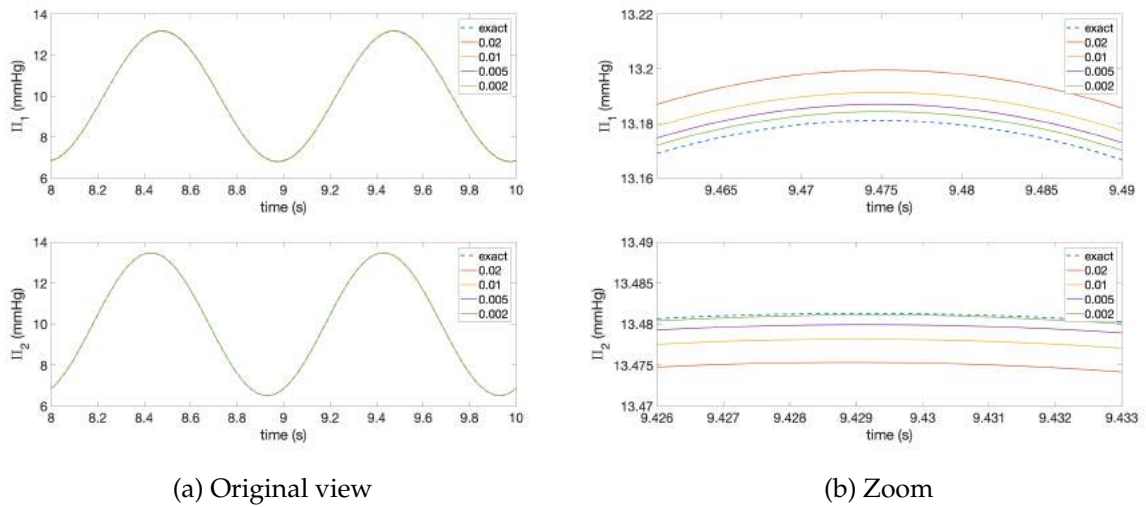 14
12
10
8
6
Π₁ (mmHg)
8 8.2 8.4 8.6 8.8 9 9.2 9.4 9.6 9.8 10
time (s)
exact
0.02
0.01
0.005
0.002
13.22
13.2
13.18
13.16
Π₁ (mmHg)
9.465 9.47 9.475 9.48 9.485 9.49
time (s)
exact
0.02
0.01
0.005
0.002
14
12
10
8
6
Π₂ (mmHg)
8 8.2 8.4 8.6 8.8 9 9.2 9.4 9.6 9.8 10
time (s)
exact
0.02
0.01
0.005
0.002
13.49
13.485
13.48
13.475
13.47
Π₂ (mmHg)
9.426 9.427 9.428 9.429 9.43 9.431 9.432 9.433
time (s)
exact
0.02
0.01
0.005
0.002
(a) Original view
(b) Zoom